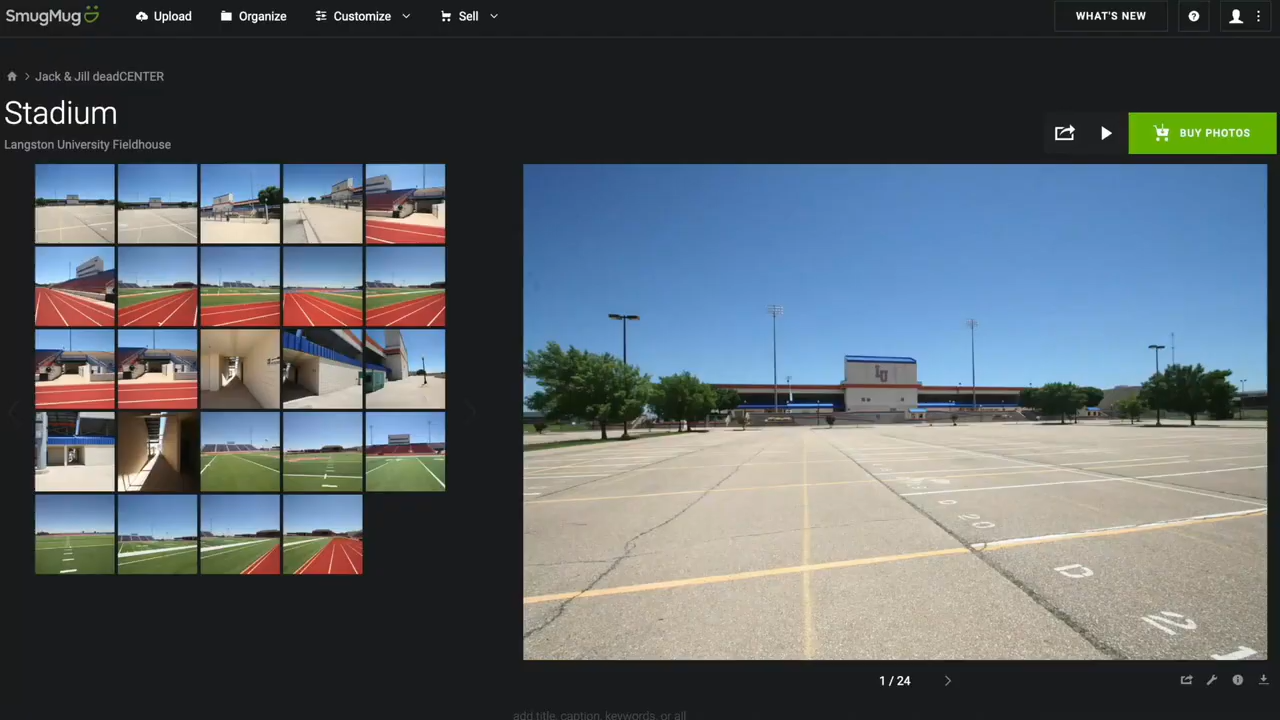 SmugMug
Upload
Organize
Customize
Sell
WHAT'S NEW
?
Jack & Jill deadCENTER
Stadium
Langston University Fieldhouse
BUY PHOTOS
LU
D
1 / 24
add title, caption, keywords, or all